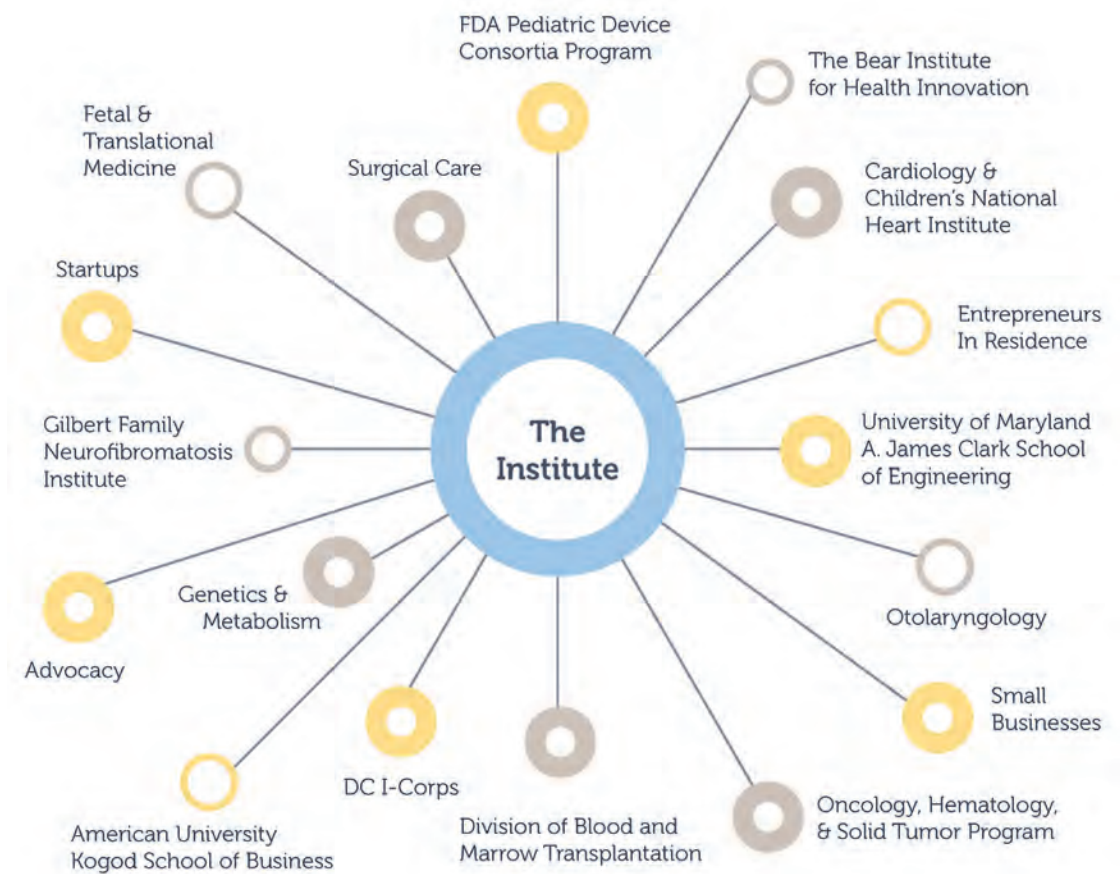 FDA Pediatric Device
Consortia Program
The Bear Institute
for Health Innovation
Fetal &
Translational
Medicine
Surgical Care
Cardiology &
Children's National
Heart Institute
Startups
Entrepreneurs
In Residence
Gilbert Family
Neurofibromatosis
Institute
The
Institute
University of Maryland
A. James Clark School
of Engineering
Genetics &
Metabolism
Otolaryngology
Advocacy
Small
Businesses
DC I-Corps
American University
Kogod School of Business
Division of Blood and
Marrow Transplantation
Oncology, Hematology,
& Solid Tumor Program